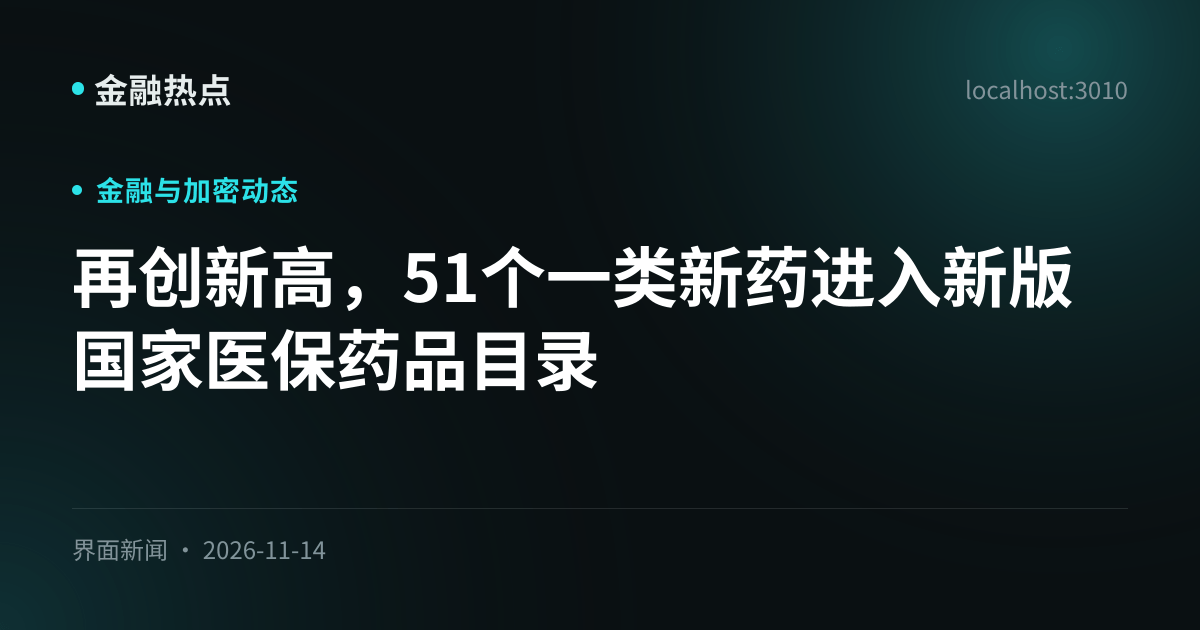 金融热点
localhost:3010
金融与加密动态
再创新高，51个一类新药进入新版
国家医保药品目录
界面新闻 · 2026-11-14